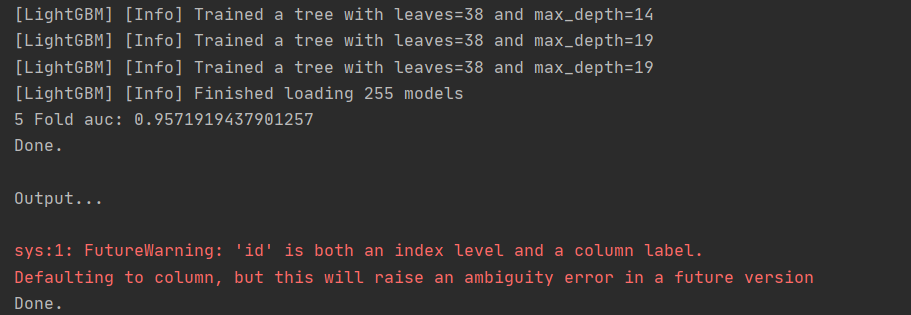 [LightGBM] [Info] Trained a tree with leaves=38 and max_depth=14
[LightGBM] [Info] Trained a tree with leaves=38 and max_depth=19
[LightGBM] [Info] Trained a tree with leaves=38 and max_depth=19
[LightGBM] [Info] Finished loading 255 models
5 Fold auc: 0.9571919437901257
Done.
Output...
sys:1: FutureWarning: 'id' is both an index level and a column label.
Defaulting to column, but this will raise an ambiguity error in a future version
Done.